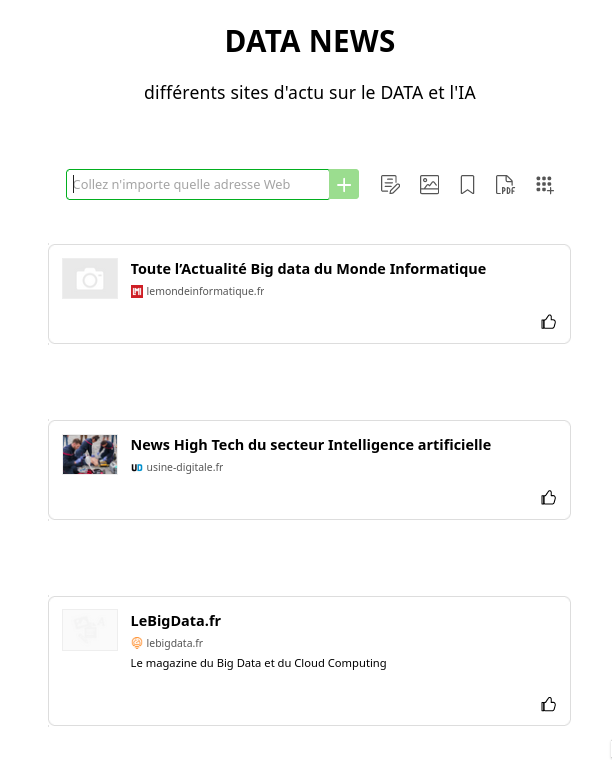 DATA NEWS
différents sites d'actu sur le DATA et l'IA
Collez n'importe quelle adresse Web
PDF
Toute l’Actualité Big data du Monde Informatique
LMI lemondeinformatique.fr
News High Tech du secteur Intelligence artificielle
UD usine-digitale.fr
LeBigData.fr
lebigdata.fr
Le magazine du Big Data et du Cloud Computing